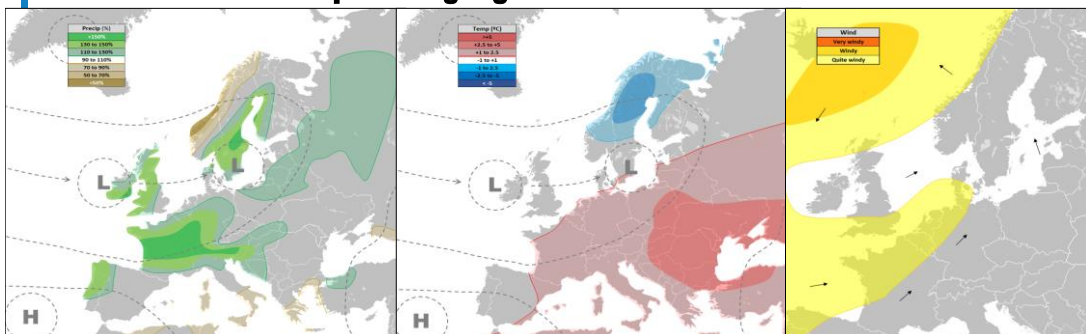 Precip (%)
130 to 150%
110 to 130%
90 to 110%
70 to 90%
50 to 70%
<50%
L
L
H
Temp (°C)
>+5
+2.5 to +5
+1 to 2.5
-1 to +1
-1 to 2.5
-2.5 to -5
< -5
L
L
H
Wind
Very windy
Windy
Quite windy